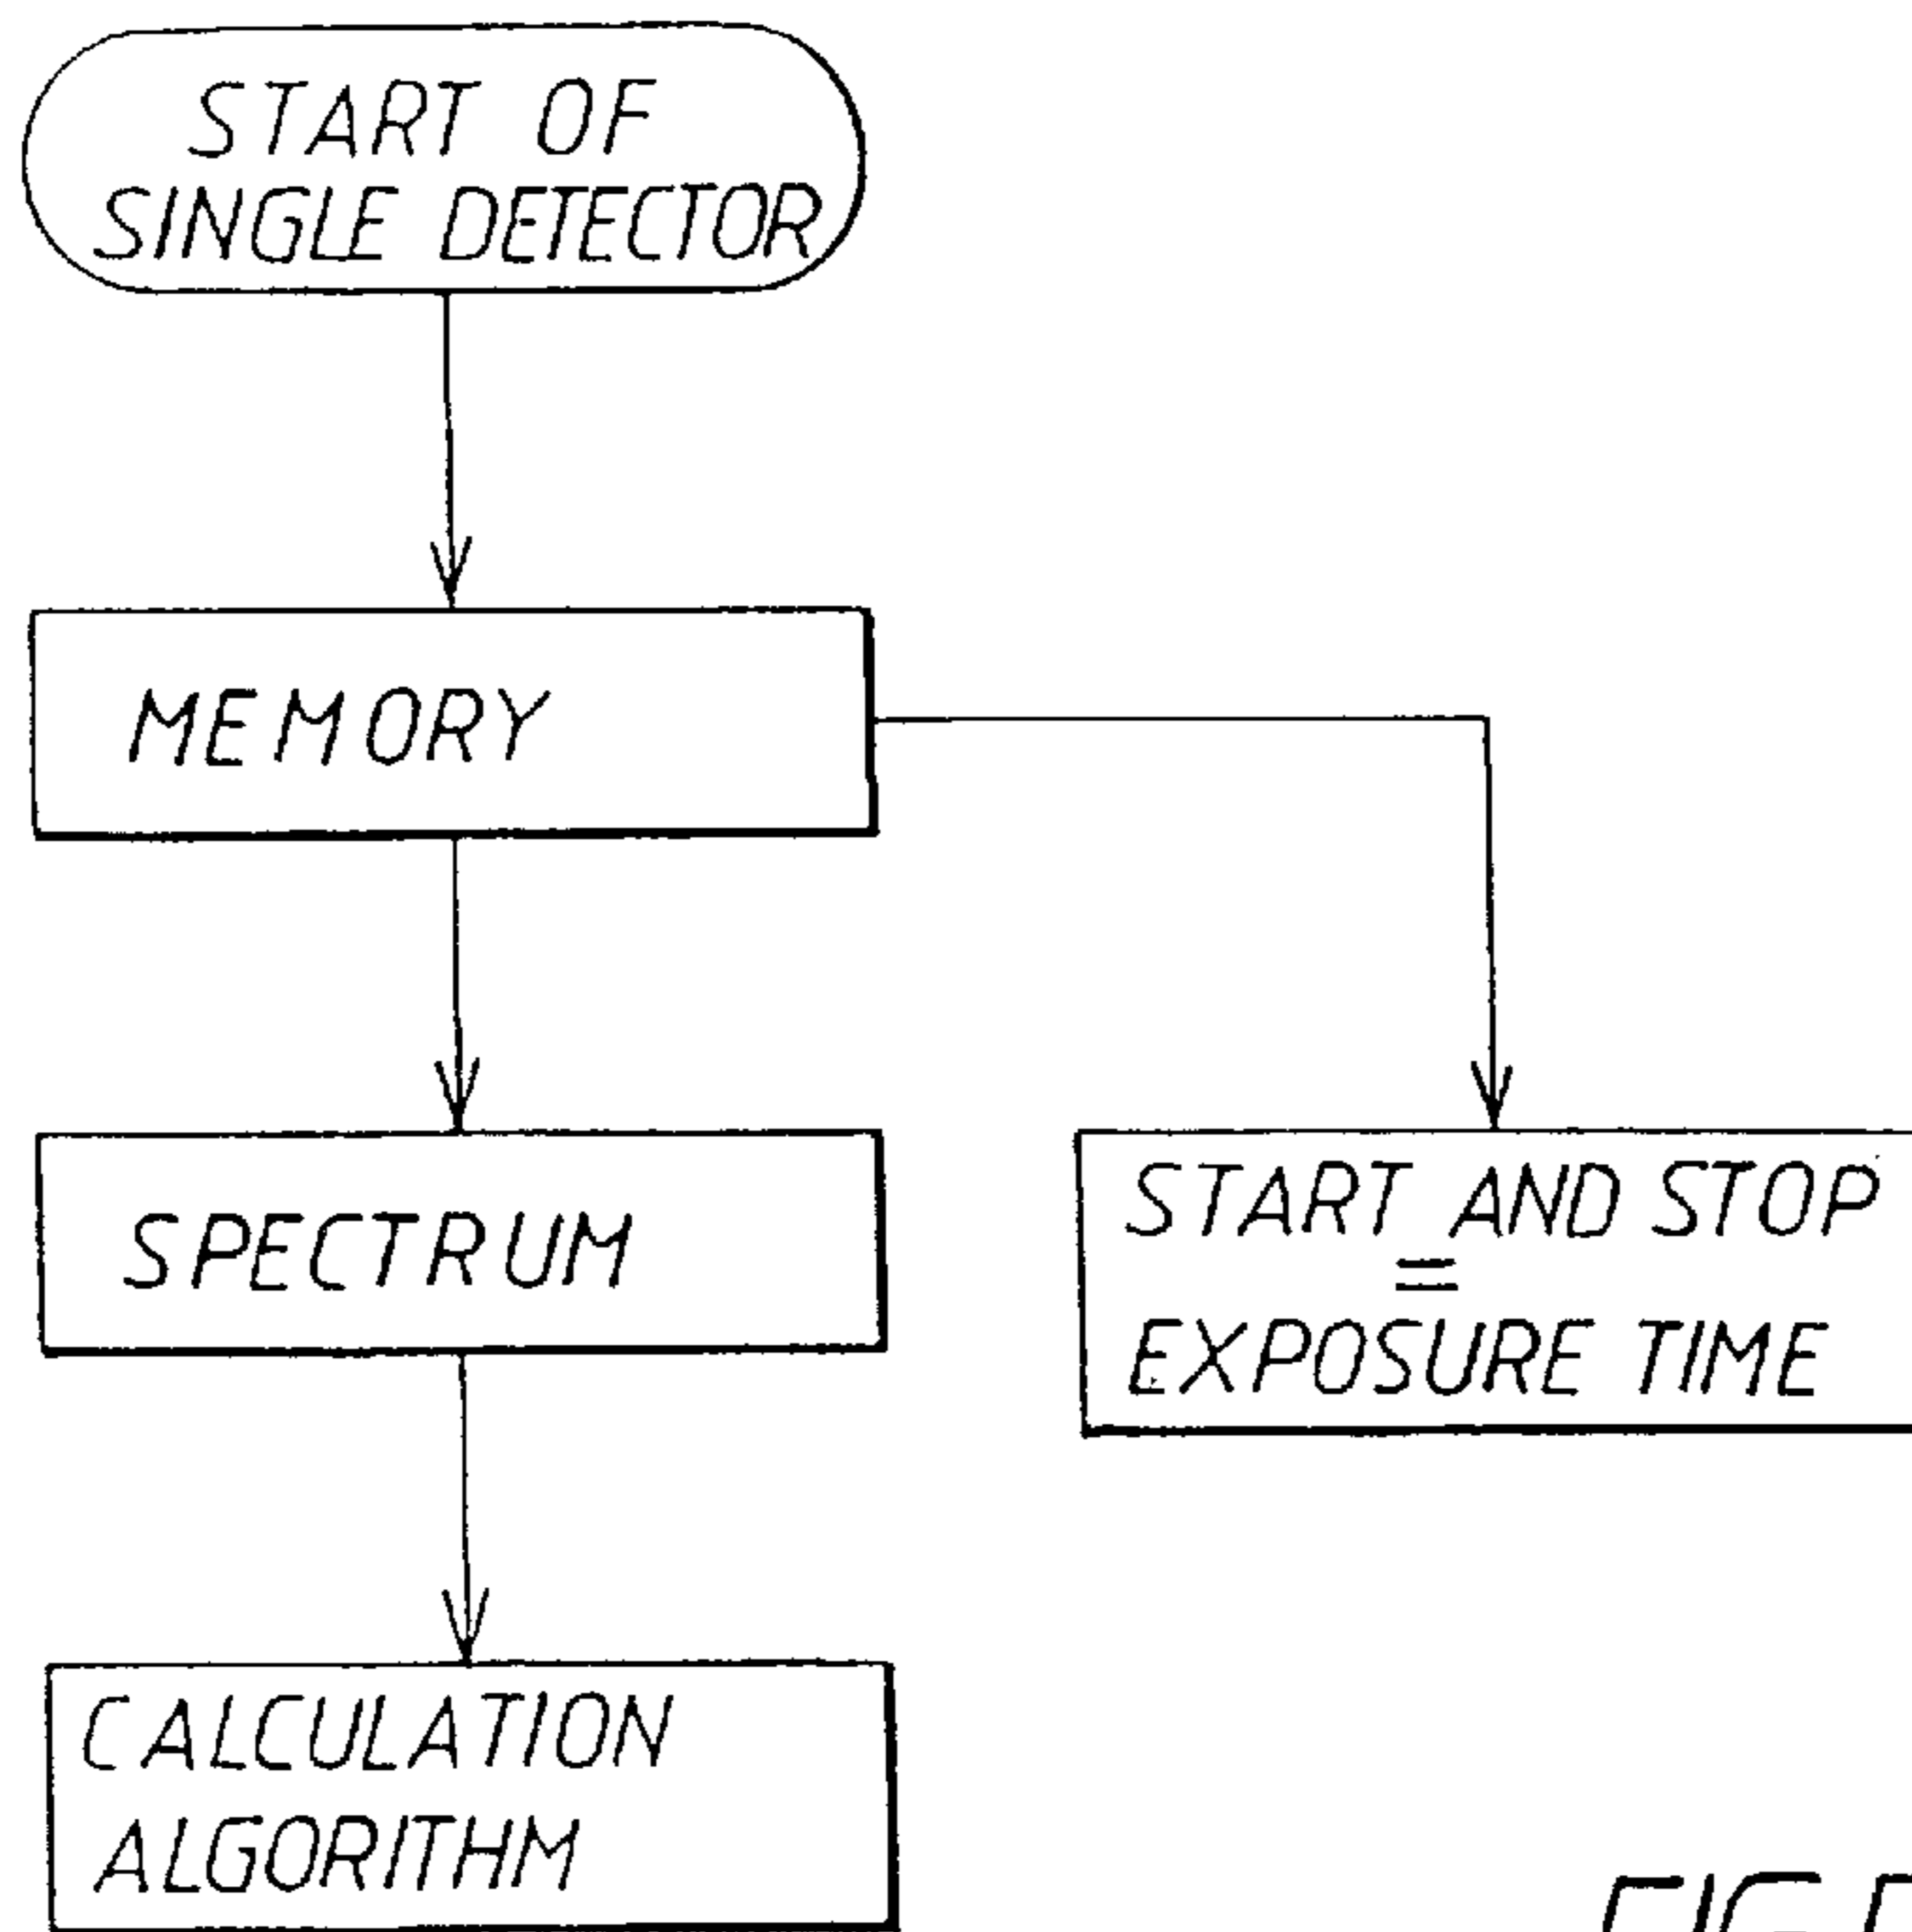 START OF
SINGLE DETECTOR
MEMORY
SPECTRUM
START AND STOP
=
EXPOSURE TIME
CALCULATION
ALGORITHM